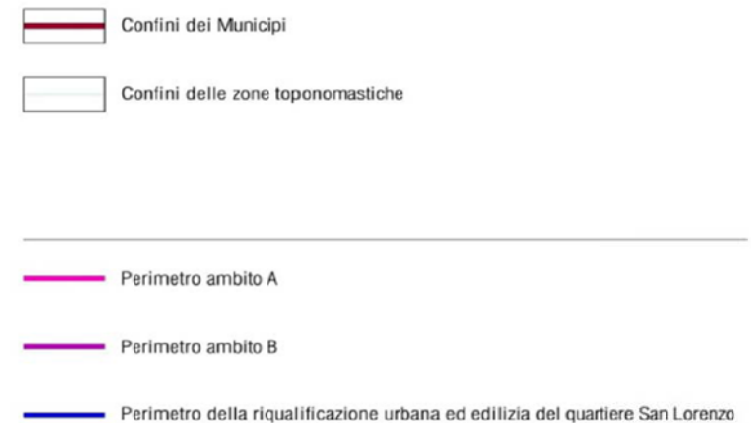 Confini dei Municipi
Confini delle zone toponomastiche
Perimetro ambito A
Perimetro ambito B
Perimetro della riqualificazione urbana ed edilizia del quartiere San Lorenzo